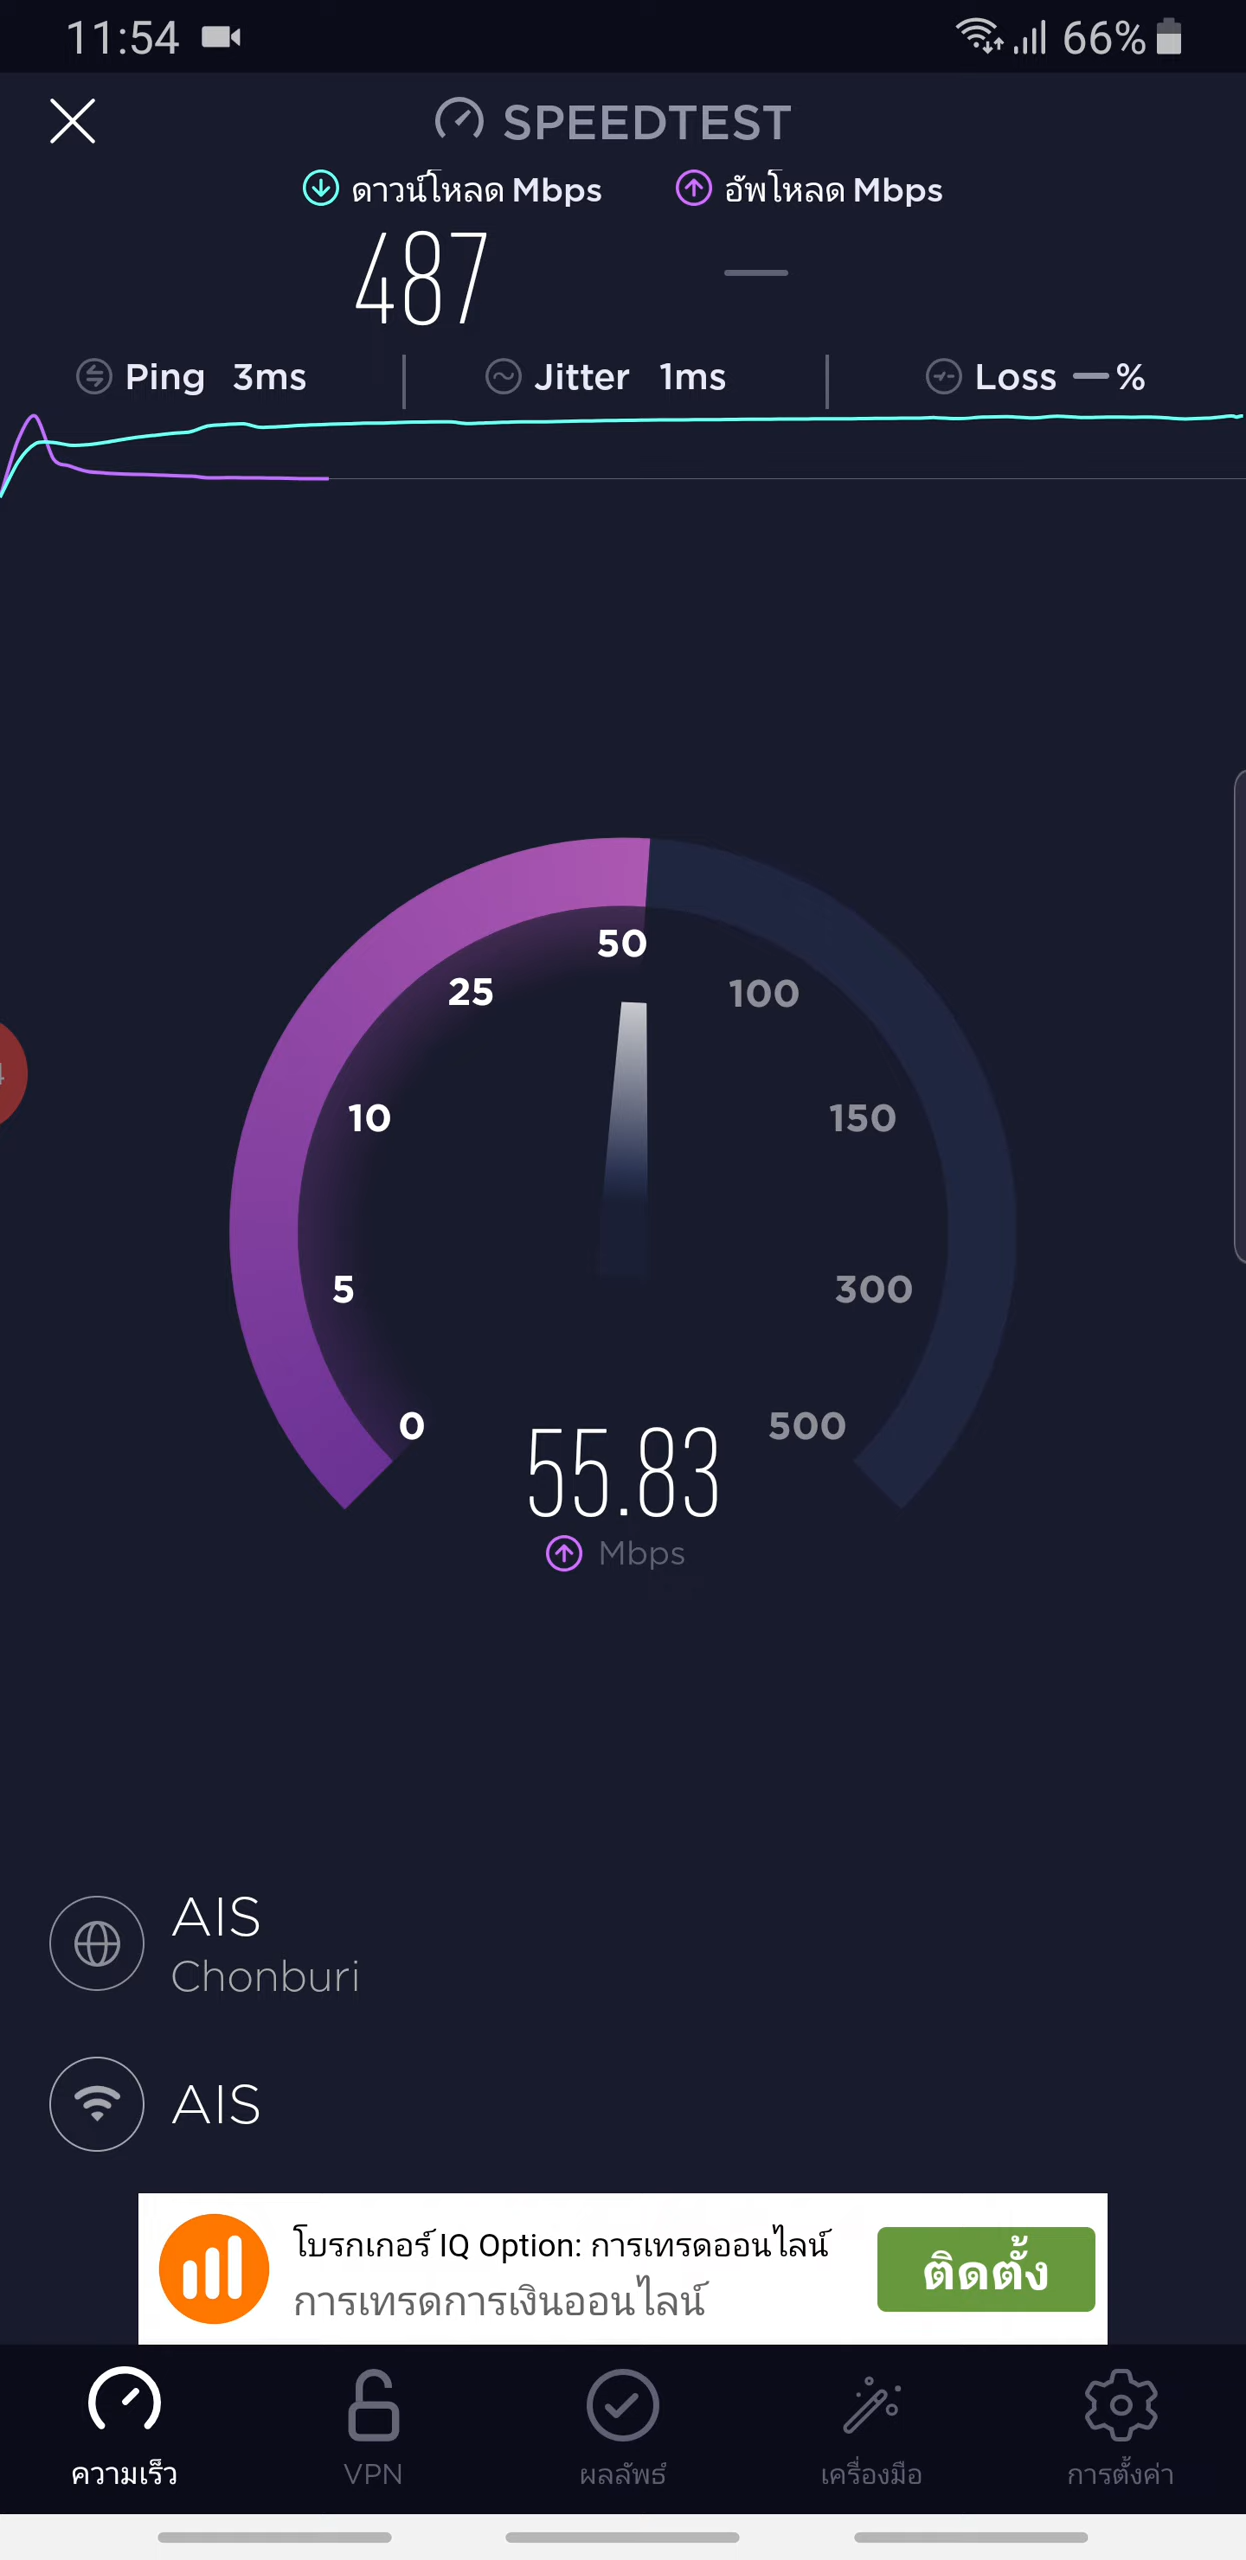 11:54 66%
SPEEDTEST
ดาวน์โหลด Mbps อัพโหลด Mbps
487 —
Ping 3ms Jitter 1ms Loss — %
50
25 100
10 150
5 300
0 500
55.83
Mbps
4
AIS
Chonburi
AIS
โบรกเกอร์ IQ Option: การเทรดออนไลน์
การเทรดการเงินออนไลน์
ติดตั้ง
ความเร็ว VPN ผลลัพธ์ เครื่องมือ การตั้งค่า